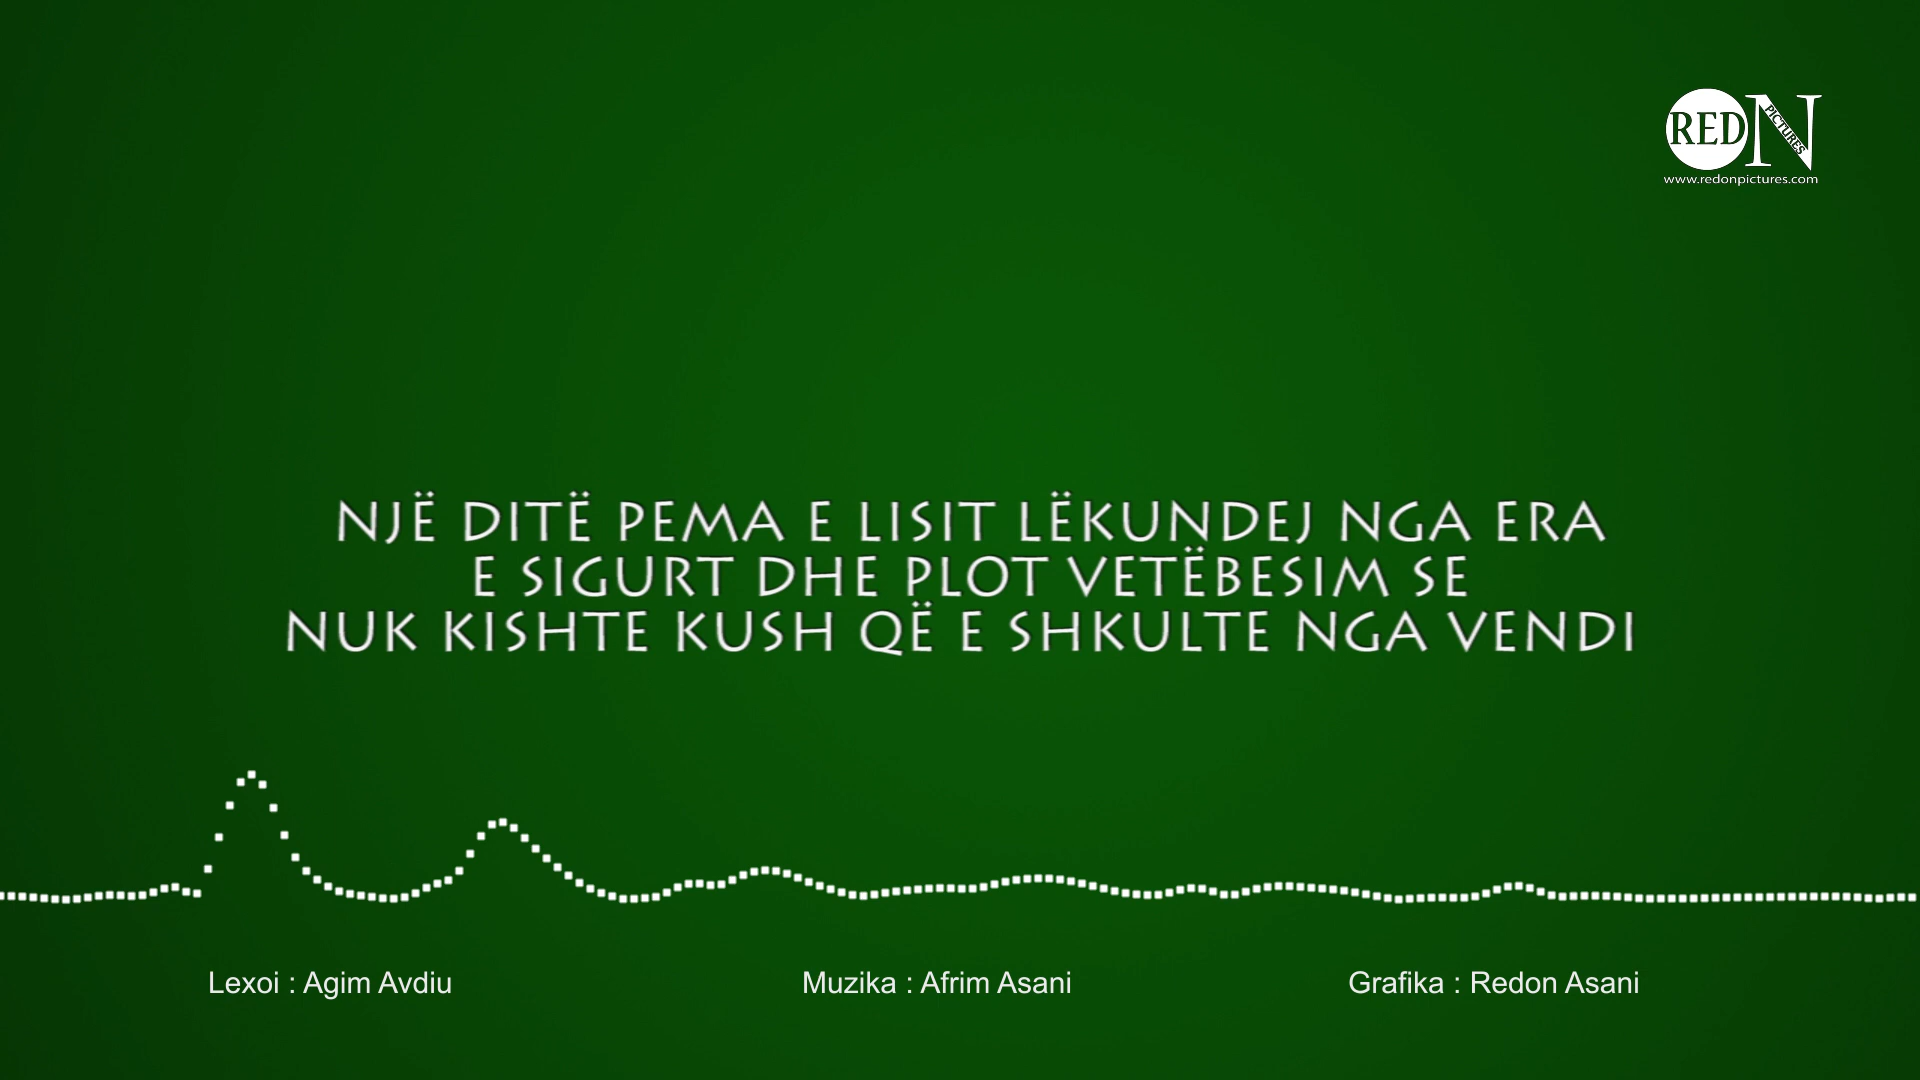 RED N
PICTURES
www.redonpictures.com
NJË DITË PEMA E LISIT LËKUNDEJ NGA ERA
E SIGURT DHE PLOT VETËBESIM SE
NUK KISHTE KUSH QË E SHKULTE NGA VENDI
Lexoi : Agim Avdiu
Muzika : Afrim Asani
Grafika : Redon Asani